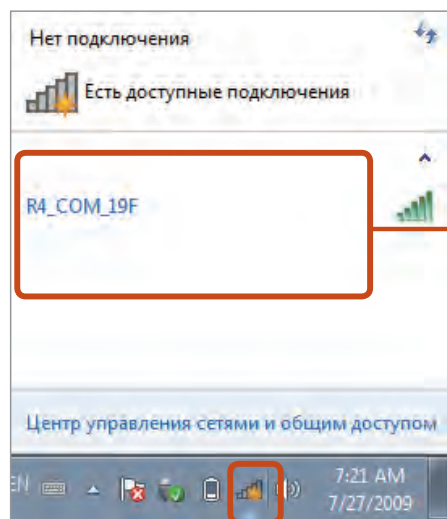 Нет подключения
Есть доступные подключения
R4_COM_19F
Центр управления сетями и общим доступом
EN
7:21 AM
7/27/2009